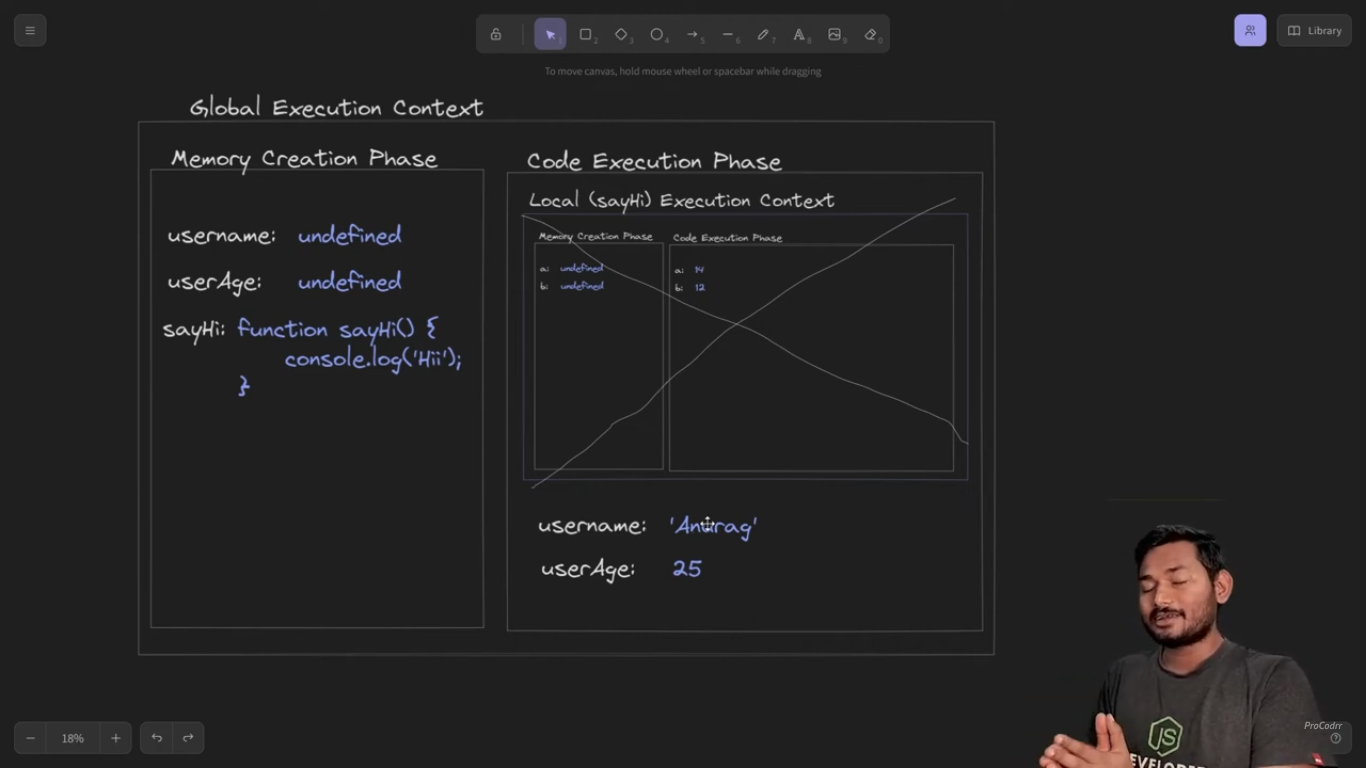 Library
To move canvas, hold mouse wheel or spacebar while dragging
Global Execution Context
Memory Creation Phase
username: undefined
userAge: undefined
sayHi: function sayHi() {
console.log('Hii');
}
Code Execution Phase
Local (sayHi) Execution Context
Memory Creation Phase
a: undefined
b: undefined
Code Execution Phase
a: 14
b: 12
username: 'Anurag'
userAge: 25
18%
ProCodrr
JS